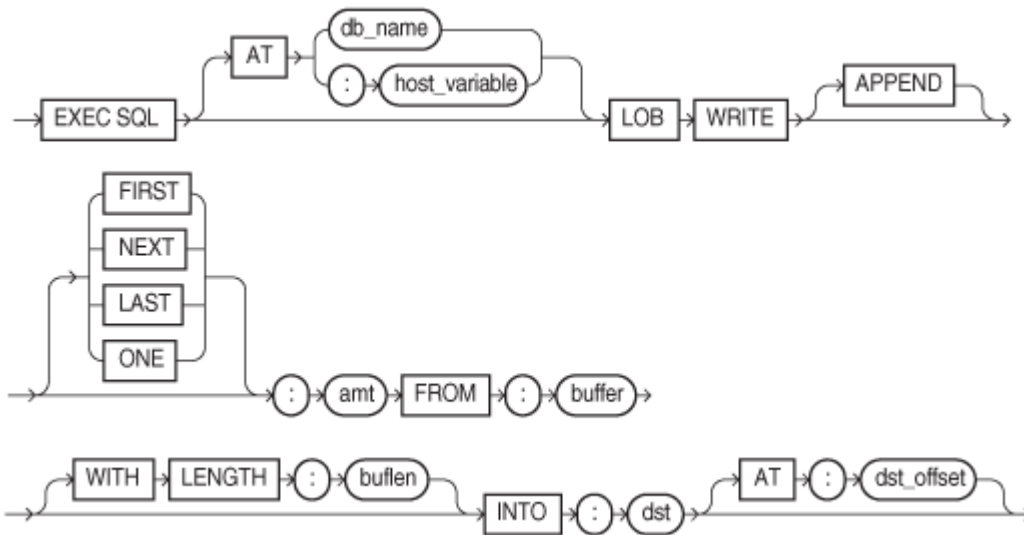 db_name
AT
: host_variable
APPEND
EXEC SQL
LOB WRITE
FIRST
NEXT
LAST
ONE
: amt FROM : buffer
WITH LENGTH : buflen
AT : dst_offset
INTO : dst